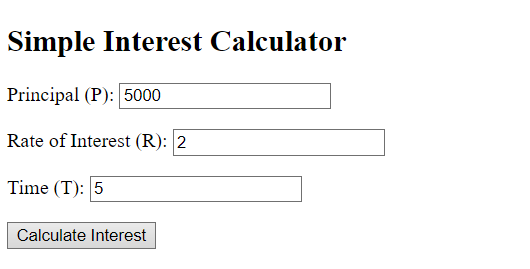 Simple Interest Calculator
Principal (P): 5000
Rate of Interest (R): 2
Time (T): 5
Calculate Interest